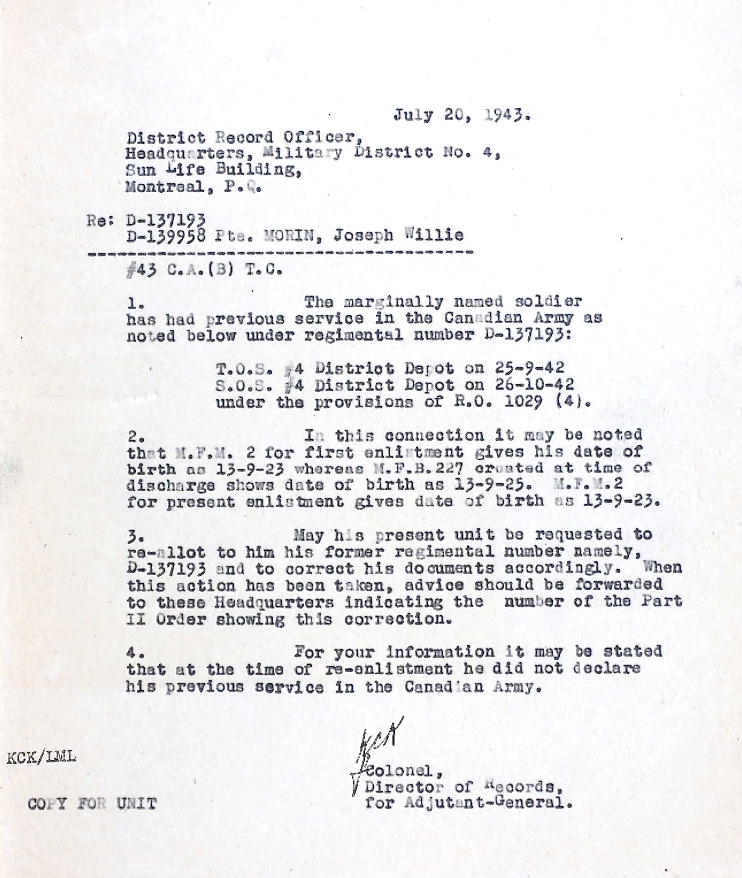 July 20, 1943.
District Record Officer,
Headquarters, Military District No. 4,
Sun Life Building,
Montreal, P.Q.
Re: D-137193
D-139958 Pte. MORIN, Joseph Willie
#43 C.A.(B) T.C.
1. The marginally named soldier
has had previous service in the Canadian Army as
noted below under regimental number D-137193:
T.O.S. #4 District Depot on 25-9-42
S.O.S. #4 District Depot on 26-10-42
under the provisions of R.O. 1029 (4).
2. In this connection it may be noted
that M.F.M. 2 for first enlistment gives his date of
birth as 13-9-23 whereas M.F.B.227 created at time of
discharge shows date of birth as 13-9-25. M.F.M.2
for present enlistment gives date of birth as 13-9-23.
3. May his present unit be requested to
re-allot to him his former regimental number namely,
D-137193 and to correct his documents accordingly. When
this action has been taken, advice should be forwarded
to these Headquarters indicating the number of the Part
II Order showing this correction.
4. For your information it may be stated
that at the time of re-enlistment he did not declare
his previous service in the Canadian Army.
KCK
KCK/LML
Colonel,
Director of Records,
for Adjutant-General.
COPY FOR UNIT